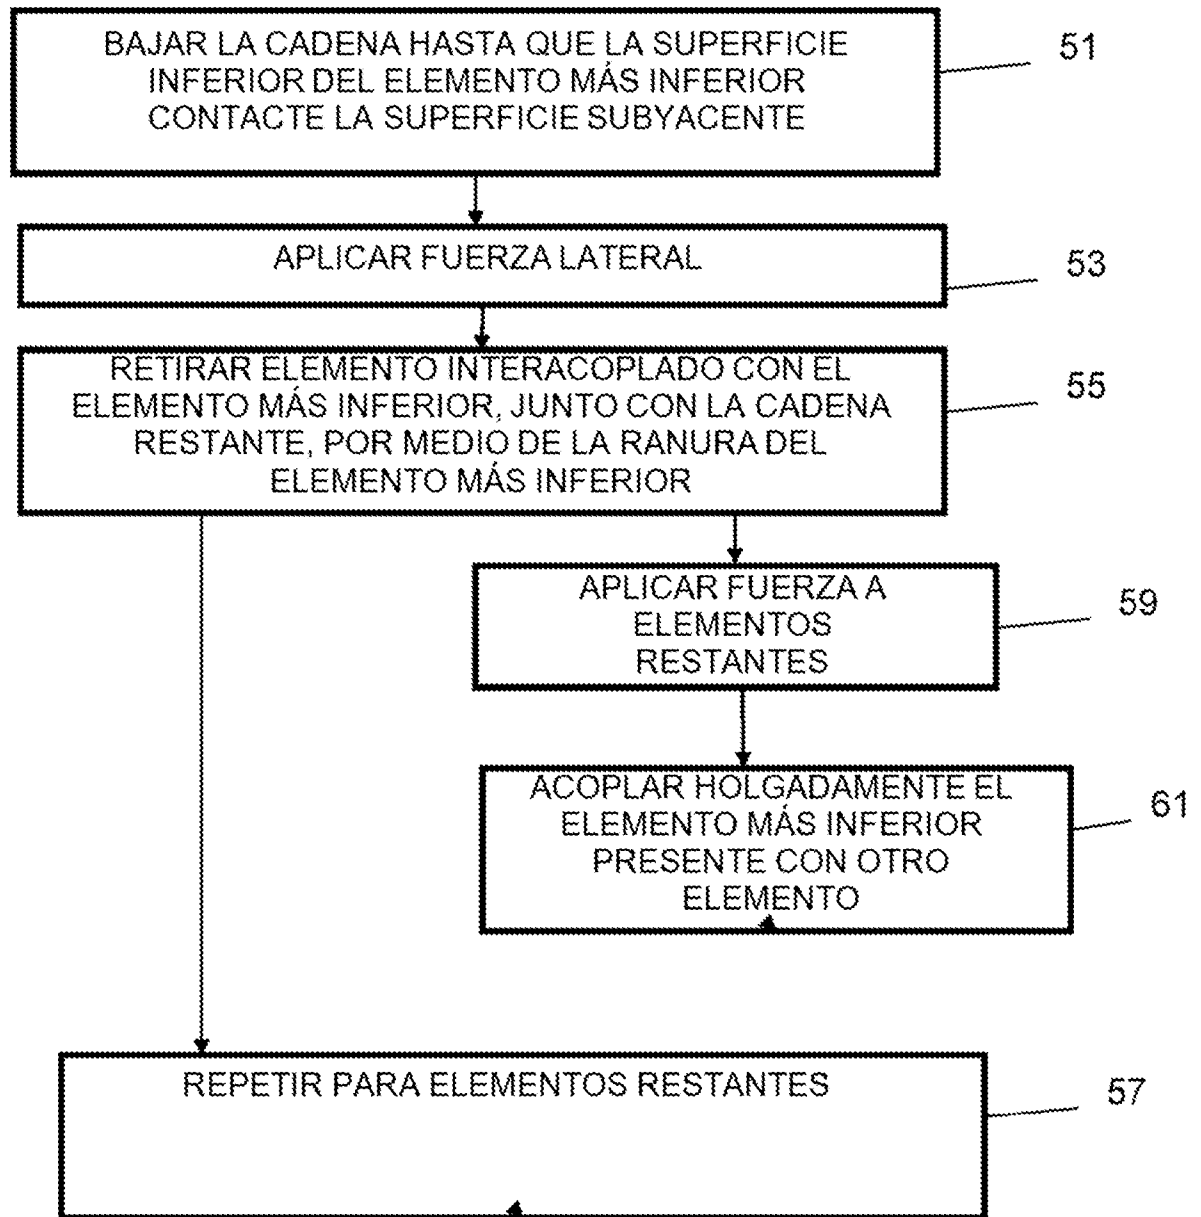 BAJAR LA CADENA HASTA QUE LA SUPERFICIE
INFERIOR DEL ELEMENTO MÁS INFERIOR
CONTACTE LA SUPERFICIE SUBYACENTE
51
APLICAR FUERZA LATERAL
53
RETIRAR ELEMENTO INTERACOPLADO CON EL
ELEMENTO MÁS INFERIOR, JUNTO CON LA CADENA
RESTANTE, POR MEDIO DE LA RANURA DEL
ELEMENTO MÁS INFERIOR
55
APLICAR FUERZA A
ELEMENTOS
RESTANTES
59
ACOPLAR HOLGADAMENTE EL
ELEMENTO MÁS INFERIOR
PRESENTE CON OTRO
ELEMENTO
61
REPETIR PARA ELEMENTOS RESTANTES
57